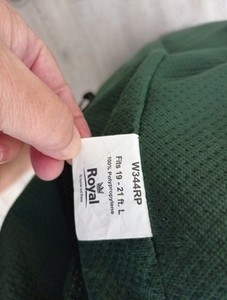 W344RP
Fits 19 - 21 ft. L
100% Polypropylene
Royal